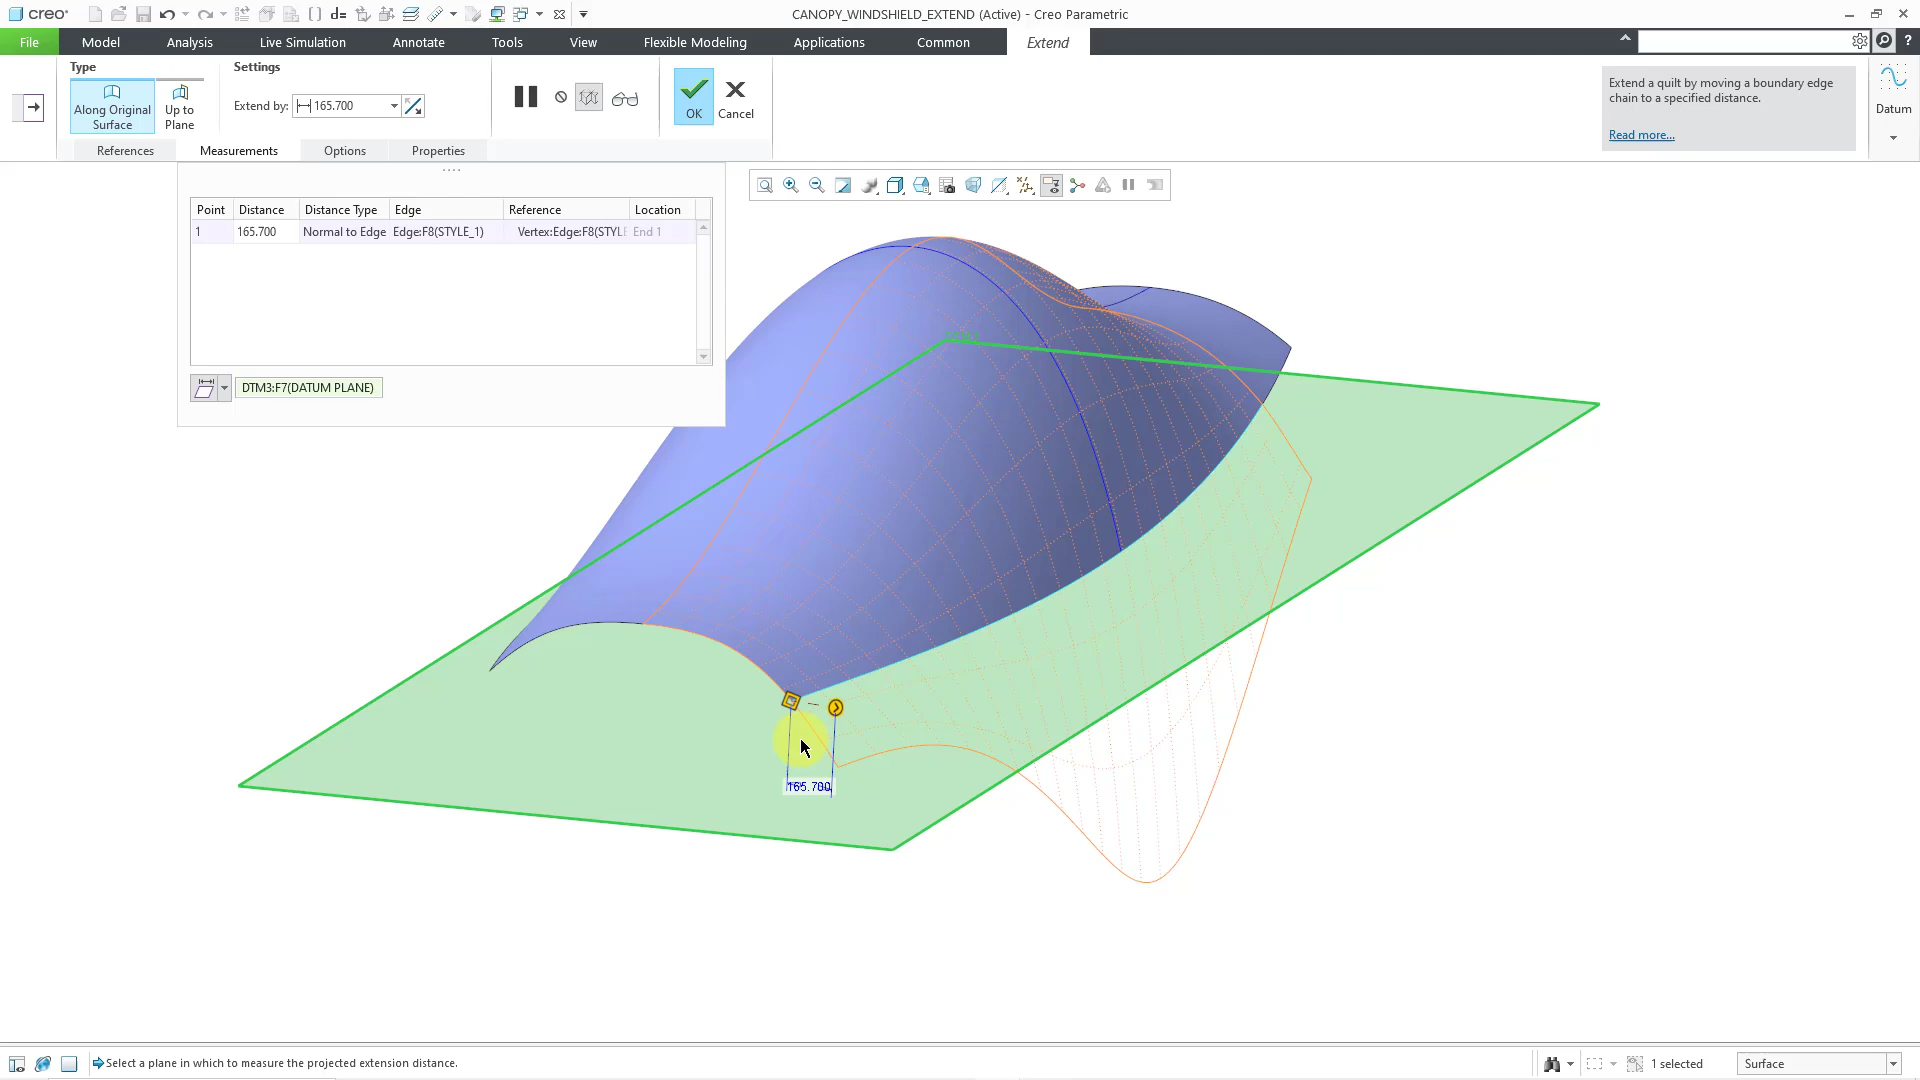 creo
CANOPY_WINDSHIELD_EXTEND (Active) - Creo Parametric
File
Model
Analysis
Live Simulation
Annotate
Tools
View
Flexible Modeling
Applications
Common
Extend
Type
Along Original
Surface
Up to
Plane
Settings
Extend by:
165.700
OK
Cancel
Extend a quilt by moving a boundary edge
chain to a specified distance.
Read more...
Datum
References
Measurements
Options
Properties
Point Distance Distance Type Edge Reference Location
1 165.700 Normal to Edge Edge:F8(STYLE_1) Vertex:Edge:F8(STYLE End 1
DTM3:F7(DATUM PLANE)
165.700
Select a plane in which to measure the projected extension distance.
1 selected
Surface